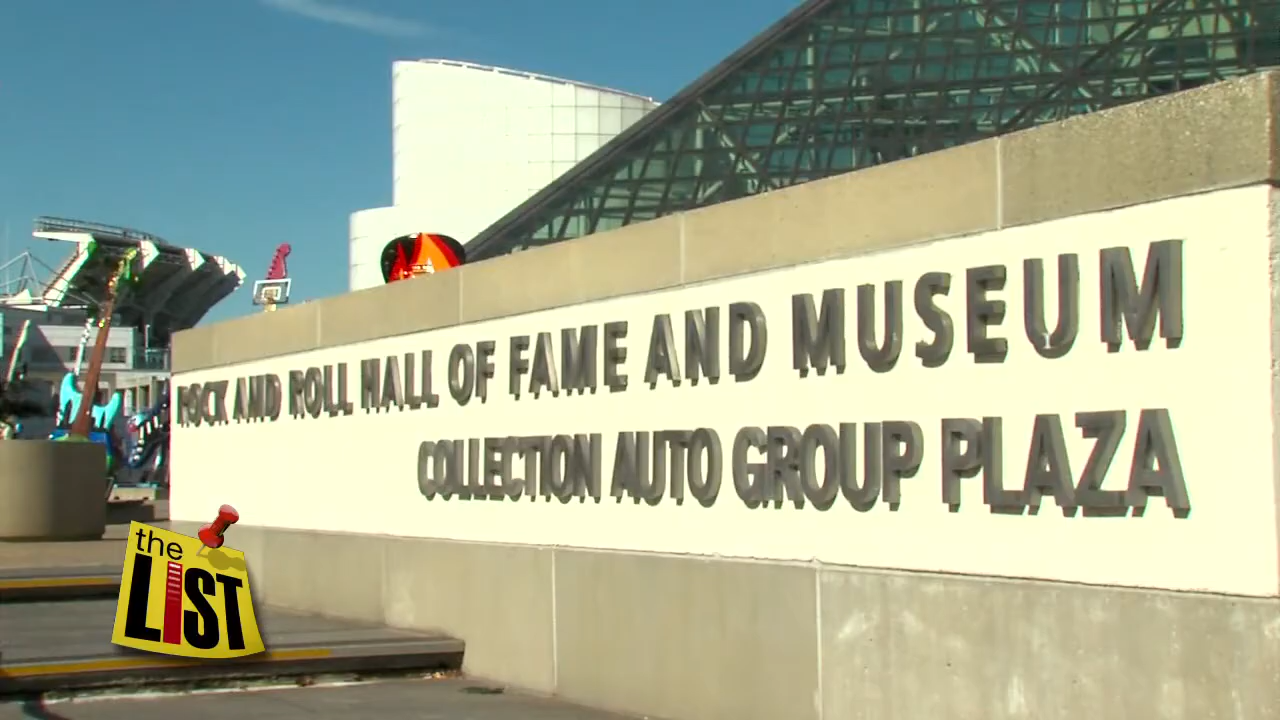 ROCK AND ROLL HALL OF FAME AND MUSEUM
COLLECTION AUTO GROUP PLAZA
the
LIST